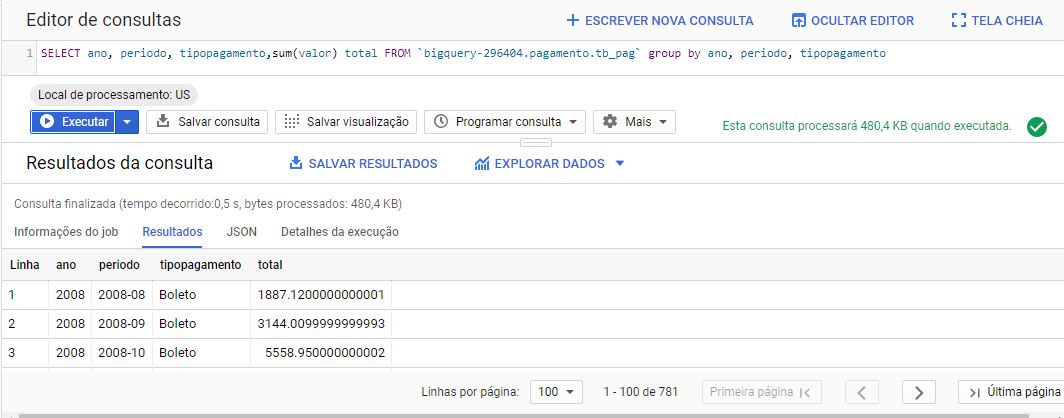 Editor de consultas
ESCREVER NOVA CONSULTA
OCULTAR EDITOR
TELA CHEIA
1 SELECT ano, periodo, tipopagamento,sum(valor) total FROM `bigquery-296404.pagamento.tb_pag` group by ano, periodo, tipopagamento
Local de processamento: US
Executar
Salvar consulta
Salvar visualização
Programar consulta
Mais
Esta consulta processará 480,4 KB quando executada.
Resultados da consulta
SALVAR RESULTADOS
EXPLORAR DADOS
Consulta finalizada (tempo decorrido:0,5 s, bytes processados: 480,4 KB)
Informações do job Resultados JSON Detalhes da execução
Linha ano periodo tipopagamento total
1 2008 2008-08 Boleto 1887.1200000000001
2 2008 2008-09 Boleto 3144.0099999999993
3 2008 2008-10 Boleto 5558.950000000002
Linhas por página: 100 1 - 100 de 781 Primeira página Última página